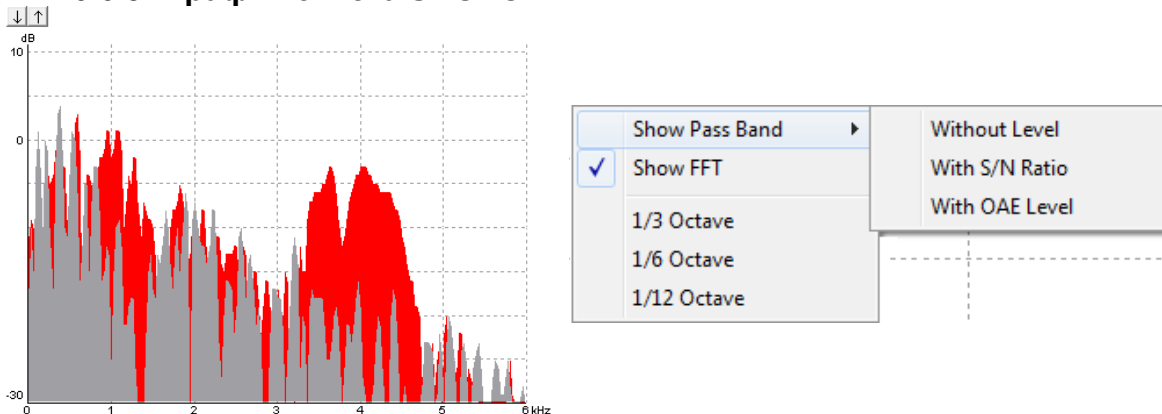 dB
10
0
-30
0 1 2 3 4 5 6 kHz
Show Pass Band
Show FFT
1/3 Octave
1/6 Octave
1/12 Octave
Without Level
With S/N Ratio
With OAE Level